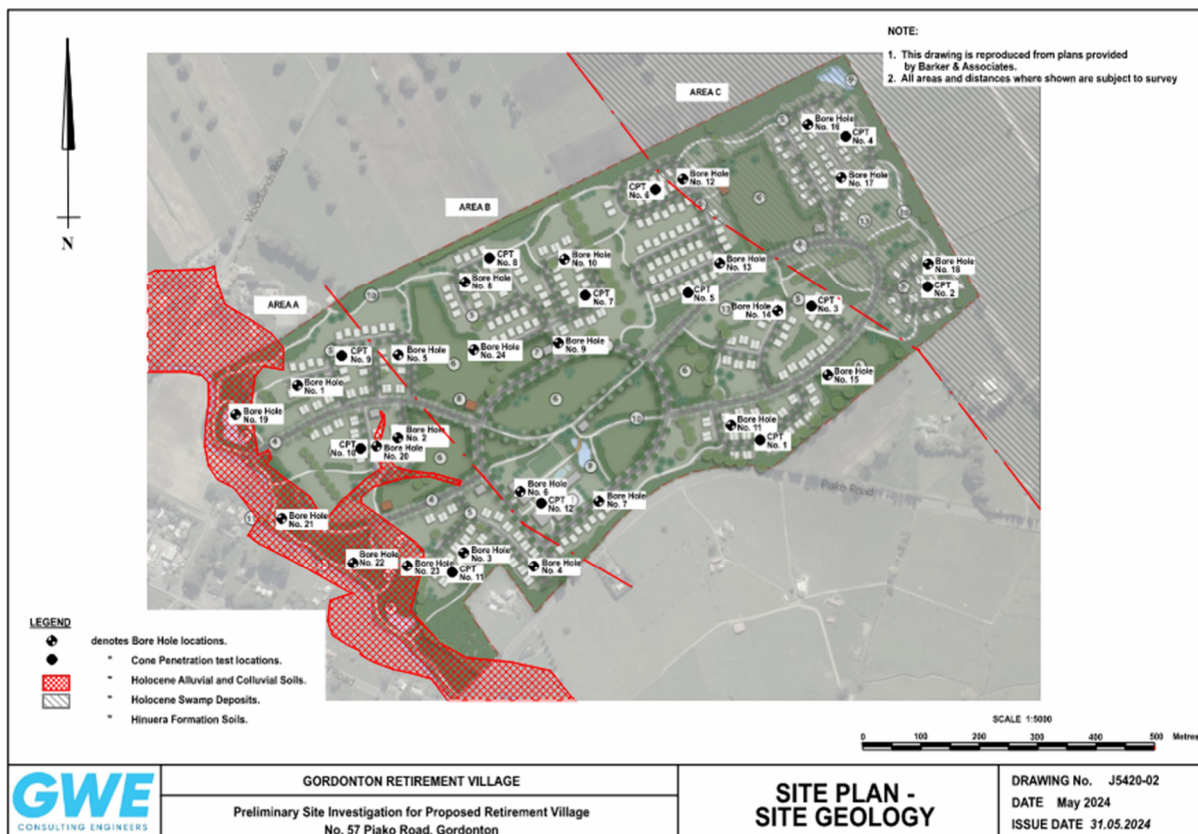 NOTE:
1. This drawing is reproduced from plans provided
by Barker & Associates.
2. All areas and distances where shown are subject to survey
AREA C
Bore Hole
No. 16
CPT
No. 4
Woodlands Road
Bore Hole
No. 12
Bore Hole
No. 17
CPT
No. 6
AREA B
N
CPT
No. 8
Bore Hole
No. 10
Bore Hole
No. 13
Bore Hole
No. 18
Bore Hole
No. 8
CPT
No. 7
CPT
No. 5
CPT
No. 2
AREA A
10
Bore Hole
No. 14
CPT
No. 3
CPT
No. 9
Bore Hole
No. 5
Bore Hole
No. 24
Bore Hole
No. 9
Bore Hole
No. 1
Bore Hole
No. 15
Bore Hole
No. 19
Bore Hole
No. 11
CPT
No. 1
Bore Hole
No. 2
CPT
No. 10
Bore Hole
No. 20
Piako Road
Bore Hole
No. 6
CPT
No. 12
Bore Hole
No. 7
Bore Hole
No. 21
Bore Hole
No. 22
Bore Hole
No. 23
Bore Hole
No. 3
CPT
No. 11
Bore Hole
No. 4
LEGEND
denotes Bore Hole locations.
" Cone Penetration test locations.
" Holocene Alluvial and Colluvial Soils.
" Holocene Swamp Deposits.
" Hinuera Formation Soils.
Road
SCALE 1:5000
0 100 200 300 400 500 Metres
GWE
CONSULTING ENGINEERS
GORDONTON RETIREMENT VILLAGE
Preliminary Site Investigation for Proposed Retirement Village
No. 57 Piako Road, Gordonton
SITE PLAN -
SITE GEOLOGY
DRAWING No. J5420-02
DATE May 2024
ISSUE DATE 31.05.2024